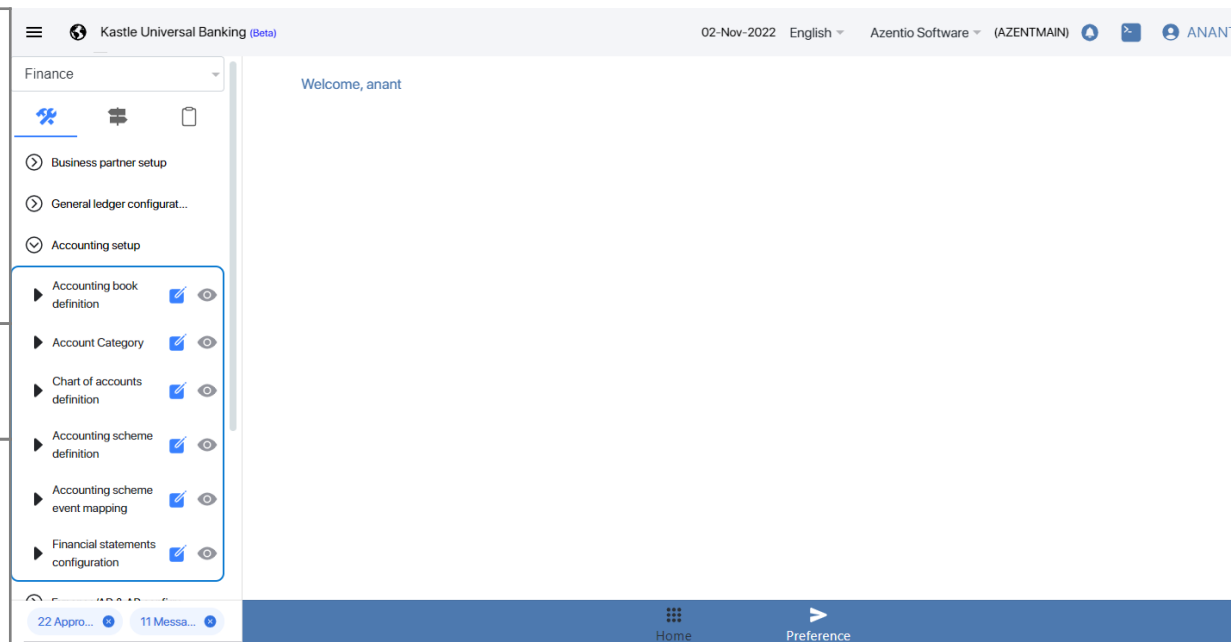 Kastle Universal Banking (Beta)
02-Nov-2022 English Azentio Software (AZENTMAIN) ANANT
Finance
Welcome, anant
Business partner setup
General ledger configurat...
Accounting setup
Accounting book
definition
Account Category
Chart of accounts
definition
Accounting scheme
definition
Accounting scheme
event mapping
Financial statements
configuration
22 Appro... 11 Messa...
Home Preference